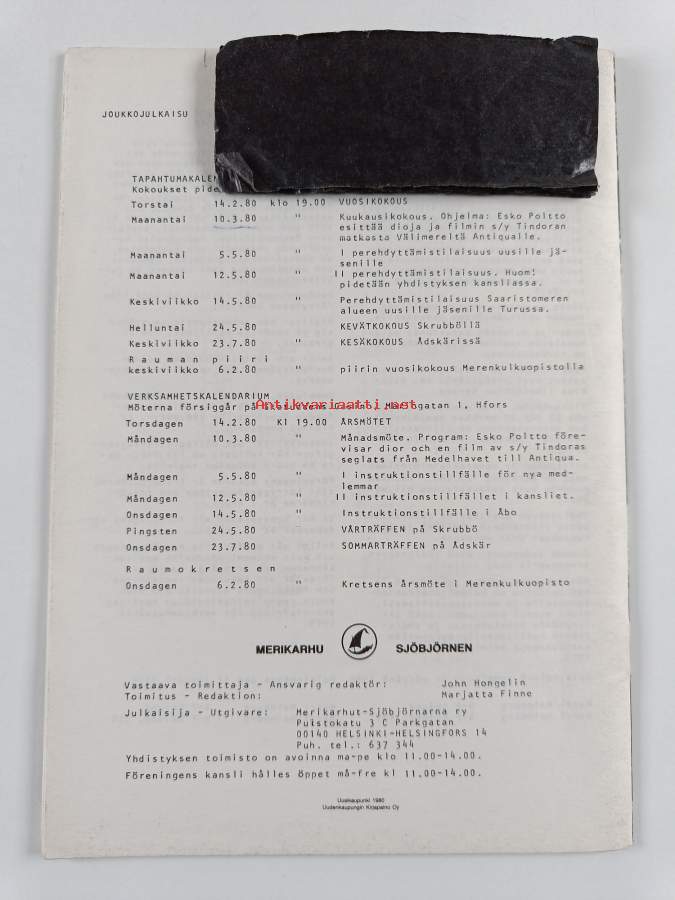 JOUKKOJULKAISU
TAPAHTUMAKALEN
Kokoukset pide
Torstai 14.2.80 klo 19.00 VUOSIKOKOUS
Maanantai 10.3.80 " Kuukausikokous. Ohjelma: Esko Poltto
esittää dioja ja filmin s/y Tindoran
matkasta Välimereltä Antiqualle.
Maanantai 5.5.80 " I perehdyttämistilaisuus uusille jä-
senille
Maanantai 12.5.80 " II perehdyttämistilaisuus. Huom!
pidetään yhdistyksen kansliassa.
Keskiviikko 14.5.80 " Perehdyttämistilaisuus Saaristomeren
alueen uusille jäsenille Turussa.
Helluntai 24.5.80 KEVÄTKOKOUS Skrubböllä
Keskiviikko 23.7.80 " KESÄKOKOUS Ådskärissä
Rauman piiri
keskiviikko 6.2.80 " piirin vuosikokous Merenkulkuopistolla
Antikvariaatti.net
VERKSAMHETSKALENDARIUM
Möterna försiggår på Casino, gatan 1, Hfors
Torsdagen 14.2.80 Kl 19.00 ÅRSMÖTET
Måndagen 10.3.80 " Månadsmöte. Program: Esko Poltto före-
visar dior och en film av s/y Tindoras
seglats från Medelhavet till Antiqua.
Måndagen 5.5.80 " I instruktionstillfälle för nya med-
lemmar
Måndagen 12.5.80 " II instruktionstillfället i kansliet.
Onsdagen 14.5.80 " Instruktionstillfälle i Åbo
Pingsten 24.5.80 " VÅRTRÄFFEN på Skrubbö
Onsdagen 23.7.80 " SOMMARTRÄFFEN på Ådskär
Raumokretsen
Onsdagen 6.2.80 " Kretsens årsmöte i Merenkulkuopisto
MERIKARHU SJÖBJÖRNEN
Vastaava toimittaja - Ansvarig redaktör: John Hongelin
Toimitus - Redaktion: Marjatta Finne
Julkaisija - Utgivare: Merikarhut-Sjöbjörnarna ry
Puistokatu 3 C Parkgatan
00140 HELSINKI-HELSINGFORS 14
Puh. tel.: 637 344
Yhdistyksen toimisto on avoinna ma-pe klo 11.00-14.00.
Föreningens kansli hålles öppet må-fre kl 11.00-14.00.
Uusikaupunki 1980
Uudenkaupungin Kirjapaino Oy